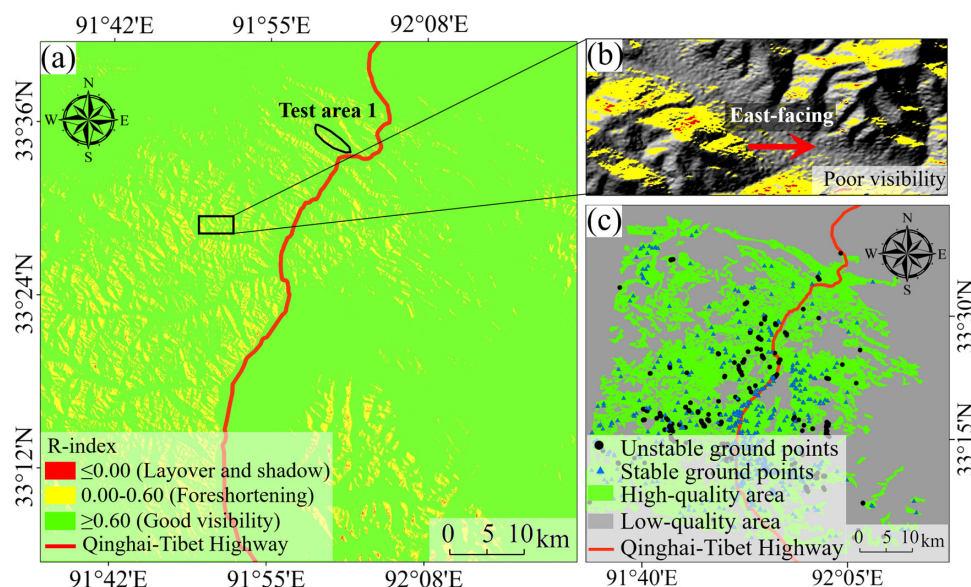 91°42'E
91°55'E
92°08'E
(a)
N
W
E
S
Test area 1
33°36'N
33°24'N
33°12'N
R-index
≤0.00 (Layover and shadow)
0.00-0.60 (Foreshortening)
≥0.60 (Good visibility)
Qinghai-Tibet Highway
0 10 km
91°42'E
91°55'E
92°08'E
(b)
East-facing
Poor visibility
(c)
N
W
E
S
33°30'N
33°15'N
Unstable ground points
Stable ground points
High-quality area
Low-quality area
Qinghai-Tibet Highway
0 10 km
91°40'E
92°05'E